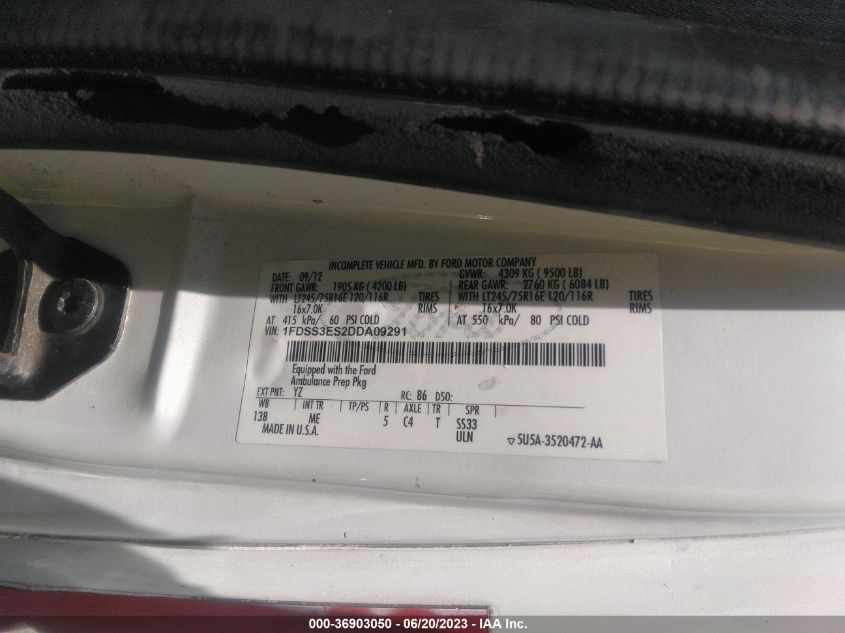 INCOMPLETE VEHICLE MFD. BY FORD MOTOR COMPANY
DATE: 09/12 GVWR: 4309 KG ( 9500 LB)
FRONT GAWR: 1905 KG ( 4200 LB) REAR GAWR: 2760 KG ( 6084 LB)
WITH LT245/75R16E 120/116R TIRES WITH LT245/75R16E 120/116R TIRES
16x7.0K RIMS 16x7.0K RIMS
AT 415 kPa/ 60 PSI COLD AT 550 kPa/ 80 PSI COLD
VIN: 1FDSS3ES2DDA09291
Equipped with the Ford
Ambulance Prep Pkg
EXT PNT: YZ RC: 86 DSO:
WB INT TR TP/PS R AXLE TR SPR
138 ME 5 C4 T SS33
MADE IN U.S.A. ULN ▽5U5A-3520472-AA
000-36903050 - 06/20/2023 - IAA Inc.